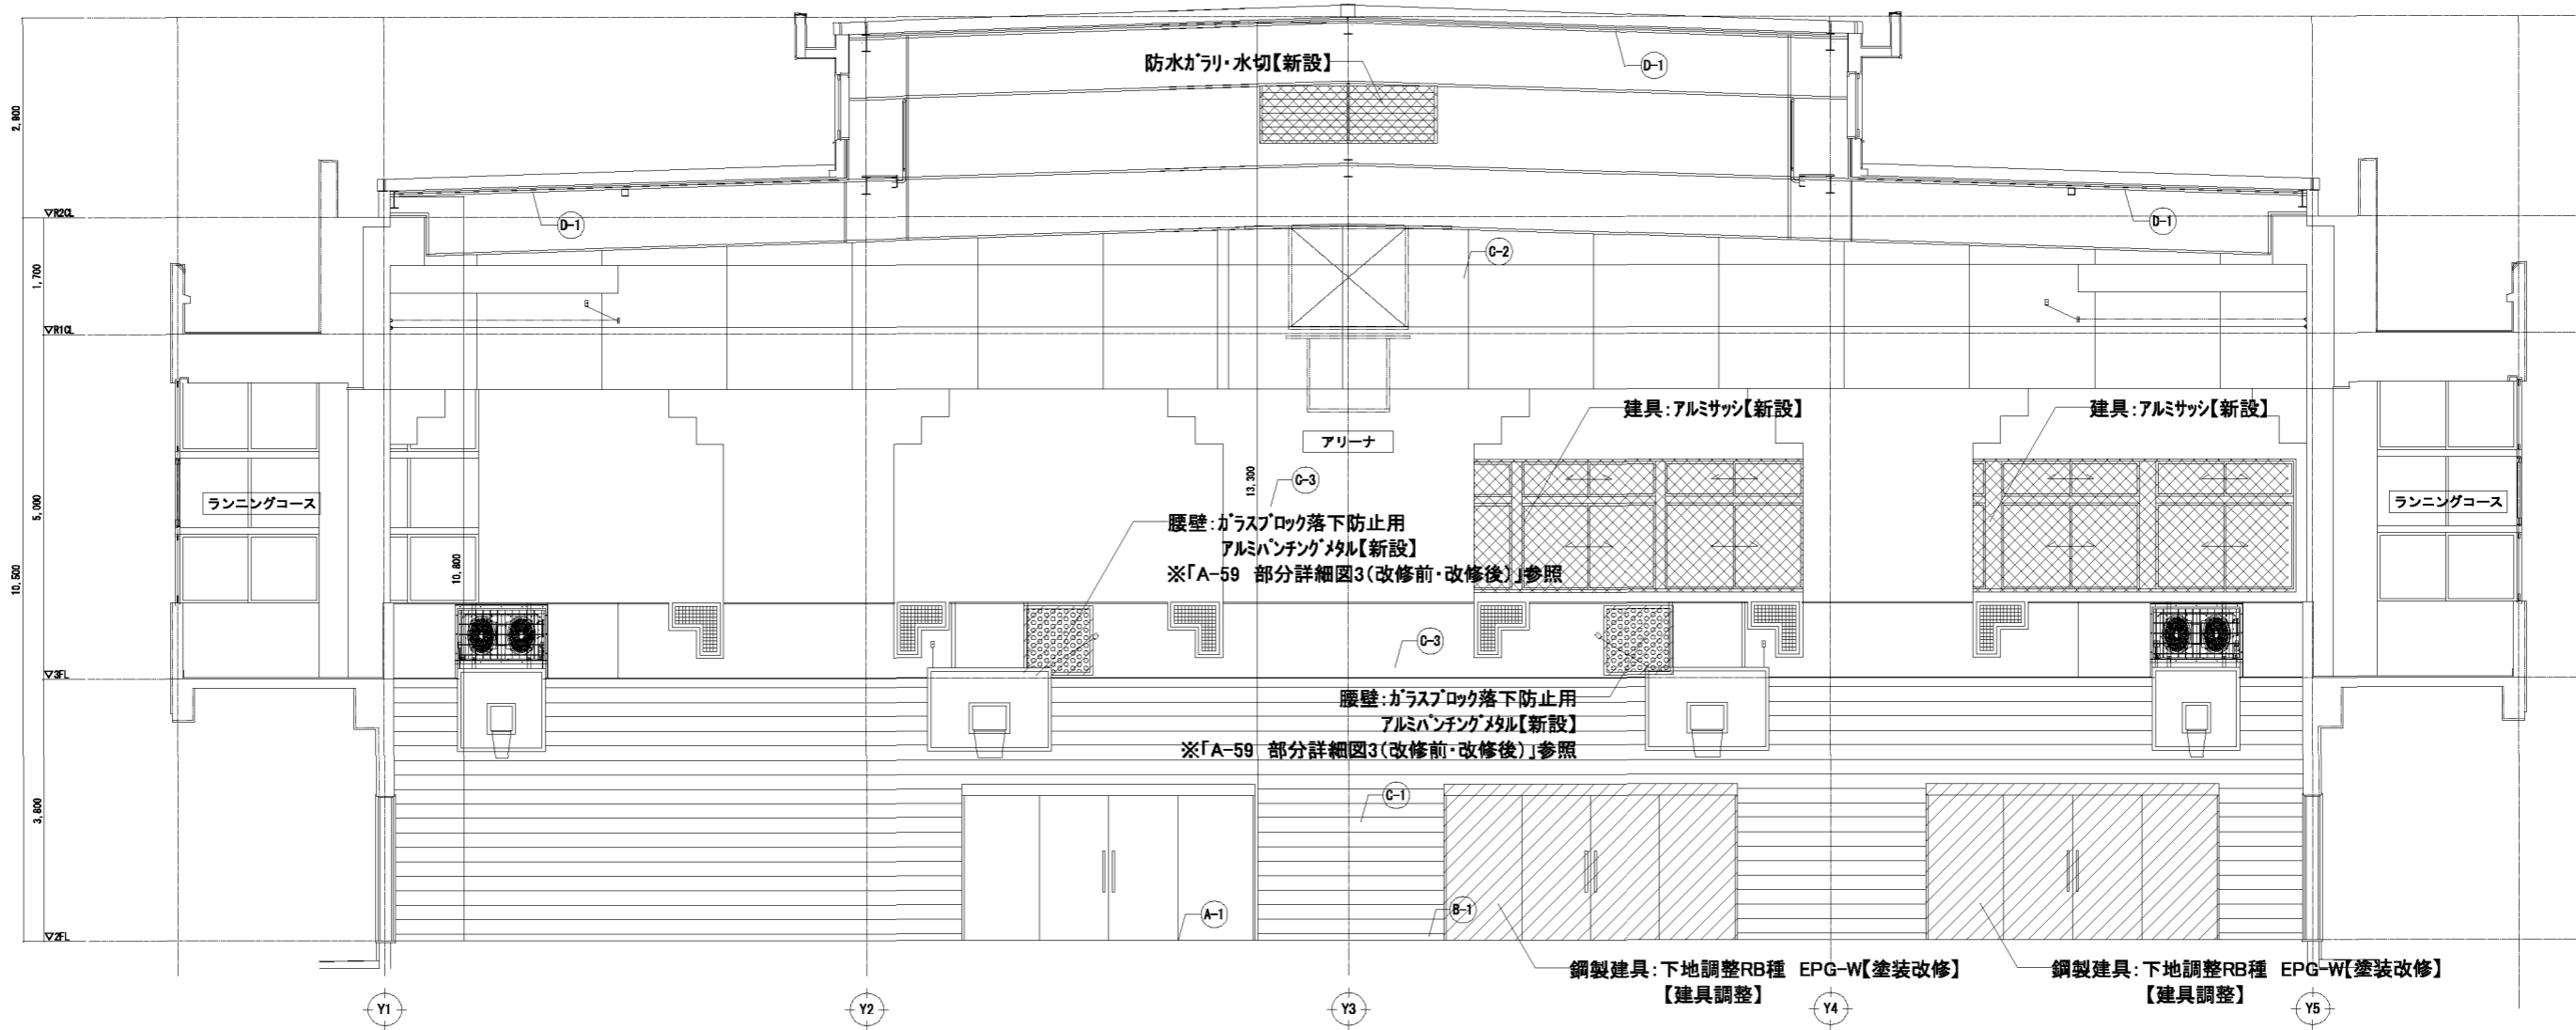 防水ガラリ・水切【新設】
D-1
2,900
▽R2CL
D-1
D-1
C-2
1,700
▽R1CL
建具：アルミサッシ【新設】
建具：アルミサッシ【新設】
アリーナ
13,300
C-3
ランニングコース
ランニングコース
5,000
腰壁：ガラスブロック落下防止用
アルミパンチングメタル【新設】
※「A-59 部分詳細図3（改修前・改修後）」参照
10,500
10,800
C-3
▽3FL
腰壁：ガラスブロック落下防止用
アルミパンチングメタル【新設】
※「A-59 部分詳細図3（改修前・改修後）」参照
C-1
3,800
A-1
B-1
▽2FL
鋼製建具：下地調整RB種 EPG-W【塗装改修】
【建具調整】
鋼製建具：下地調整RB種 EPG-W【塗装改修】
【建具調整】
Y1
Y2
Y3
Y4
Y5